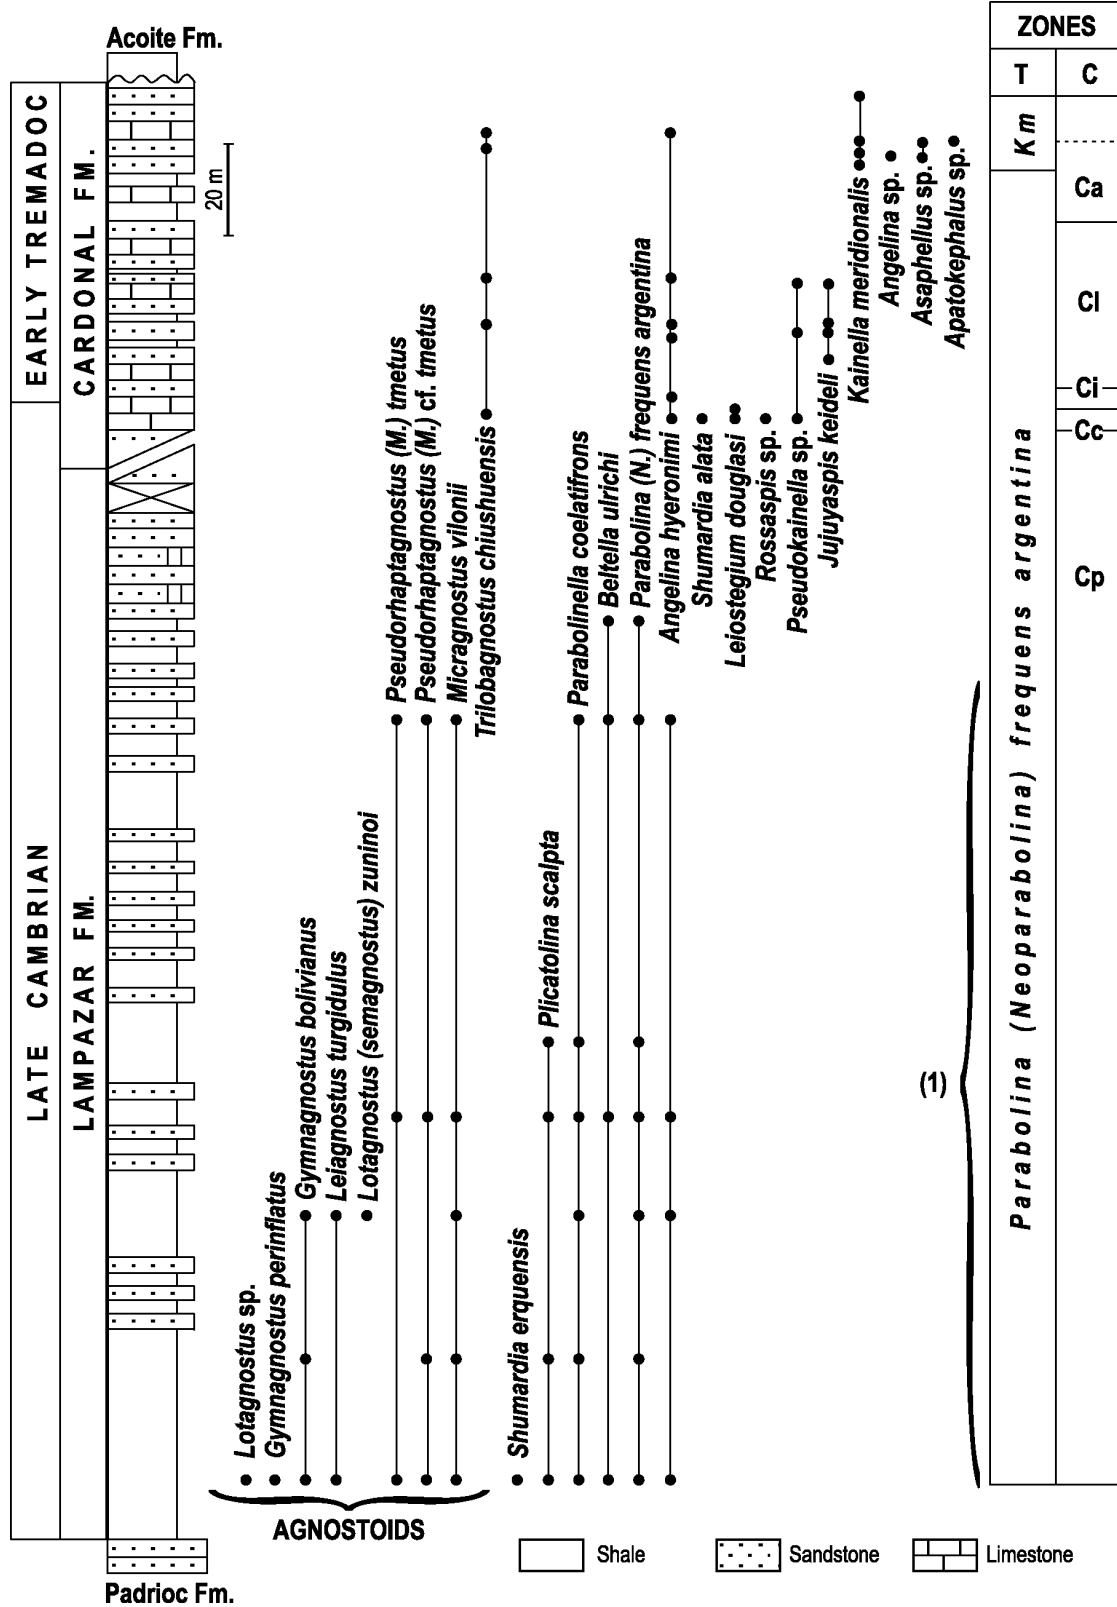 Acoite Fm.
ZONES
T
C
EARLY TREMADOC
CARDONAL FM.
20 m
Km
Ca
Cl
Ci
Cc
Cp
Parabolina (Neoparabolina) frequens argentina
LATE CAMBRIAN
LAMPAZAR FM.
Lotagnostus sp.
Gymnagnostus perinflatus
Gymnagnostus bolivianus
Leiagnostus turgidulus
Lotagnostus (semagnostus) zuninoi
Pseudorhaptagnostus (M.) tmetus
Pseudorhaptagnostus (M.) cf. tmetus
Micragnostus vilonii
Trilobagnostus chiushuensis
Shumardia erquensis
Plicatolina scalpta
Parabolinella coelatifrons
Beltella ulrichi
Parabolina (N.) frequens argentina
Angelina hyeronimi
Shumardia alata
Leiostegium douglasi
Rossaspis sp.
Pseudokainella sp.
Jujuyaspis keideli
Kainella meridionalis
Angelina sp.
Asaphellus sp.
Apatokephalus sp.
(1)
AGNOSTOIDS
Shale
Sandstone
Limestone
Padrioc Fm.